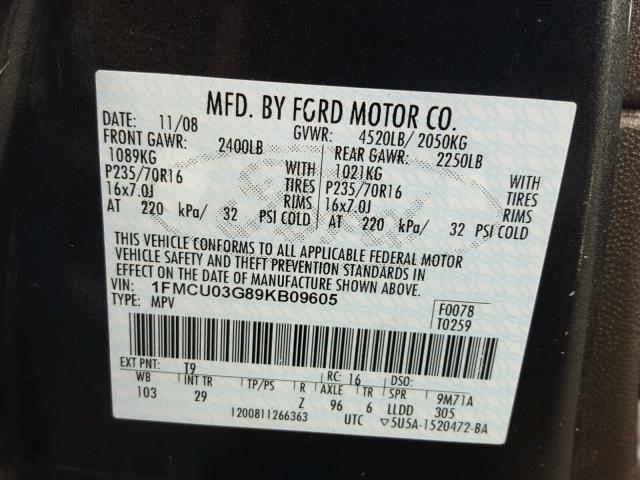 MFD. BY FORD MOTOR CO.
DATE: 11/08 GVWR: 4520LB/ 2050KG
FRONT GAWR: 2400LB REAR GAWR: 2250LB
1089KG WITH 1021KG WITH
P235/70R16 TIRES P235/70R16 TIRES
16x7.0J RIMS 16x7.0J RIMS
AT 220 kPa/ 32 PSI COLD AT 220 kPa/ 32 PSI COLD
THIS VEHICLE CONFORMS TO ALL APPLICABLE FEDERAL MOTOR
VEHICLE SAFETY AND THEFT PREVENTION STANDARDS IN
EFFECT ON THE DATE OF MANUFACTURE SHOWN ABOVE.
VIN: 1FMCU03G89KB09605
TYPE: MPV
F0078
T0259
EXT PNT: T9 RC: 16 DSO:
WB INT TR TP/PS R AXLE TR SPR 9M71A
103 29 Z 96 6 LLDD 305
1200811266363 UTC ▽5U5A-1520472-BA